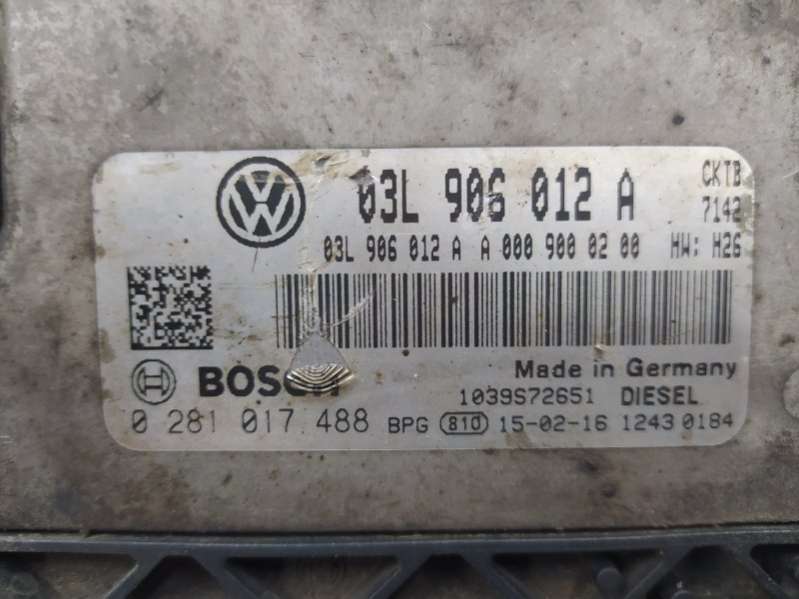 03L 906 012 A CKTB
7142
03L 906 012 A A 000 900 02 00 HW: H26
BOSCH Made in Germany
1039S72651 DIESEL
0 281 017 488 BPG 810 15-02-16 1243 0184